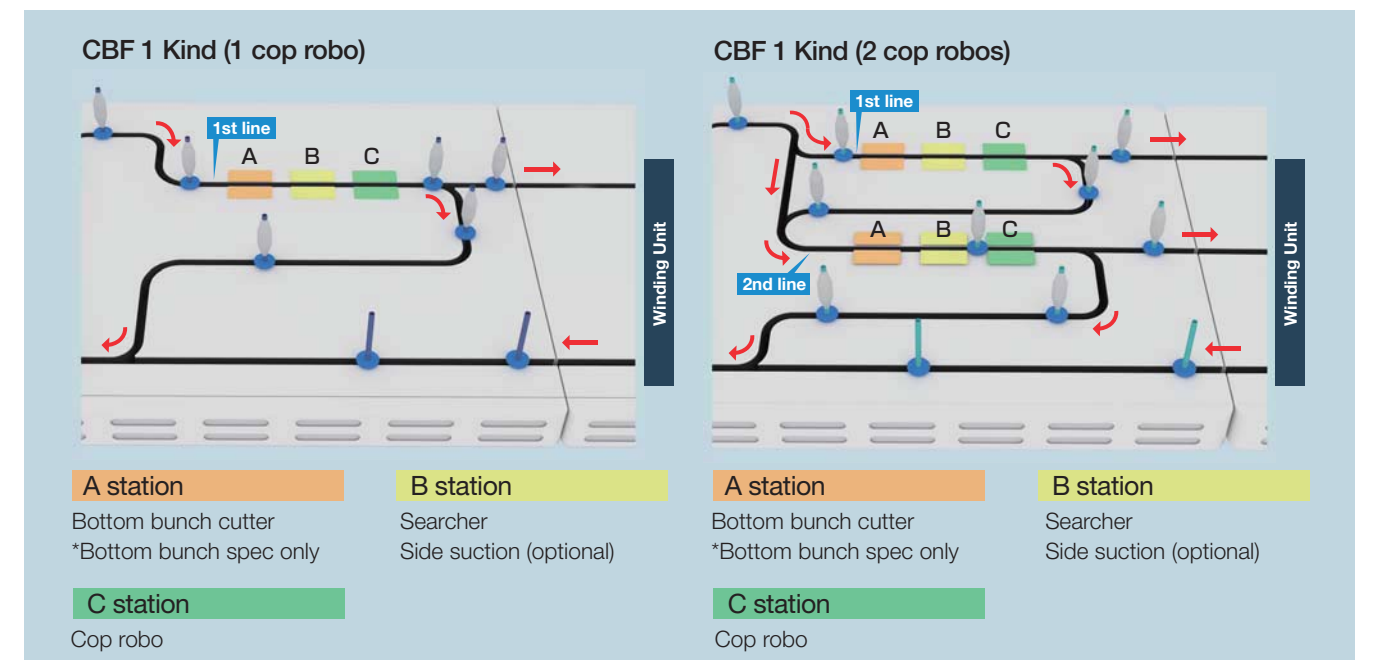 CBF 1 Kind (1 cop robo)
1st line
A B C
Winding Unit
A station
Bottom bunch cutter
*Bottom bunch spec only
B station
Searcher
Side suction (optional)
C station
Cop robo
CBF 1 Kind (2 cop robos)
1st line
A B C
A B C
2nd line
Winding Unit
A station
Bottom bunch cutter
*Bottom bunch spec only
B station
Searcher
Side suction (optional)
C station
Cop robo